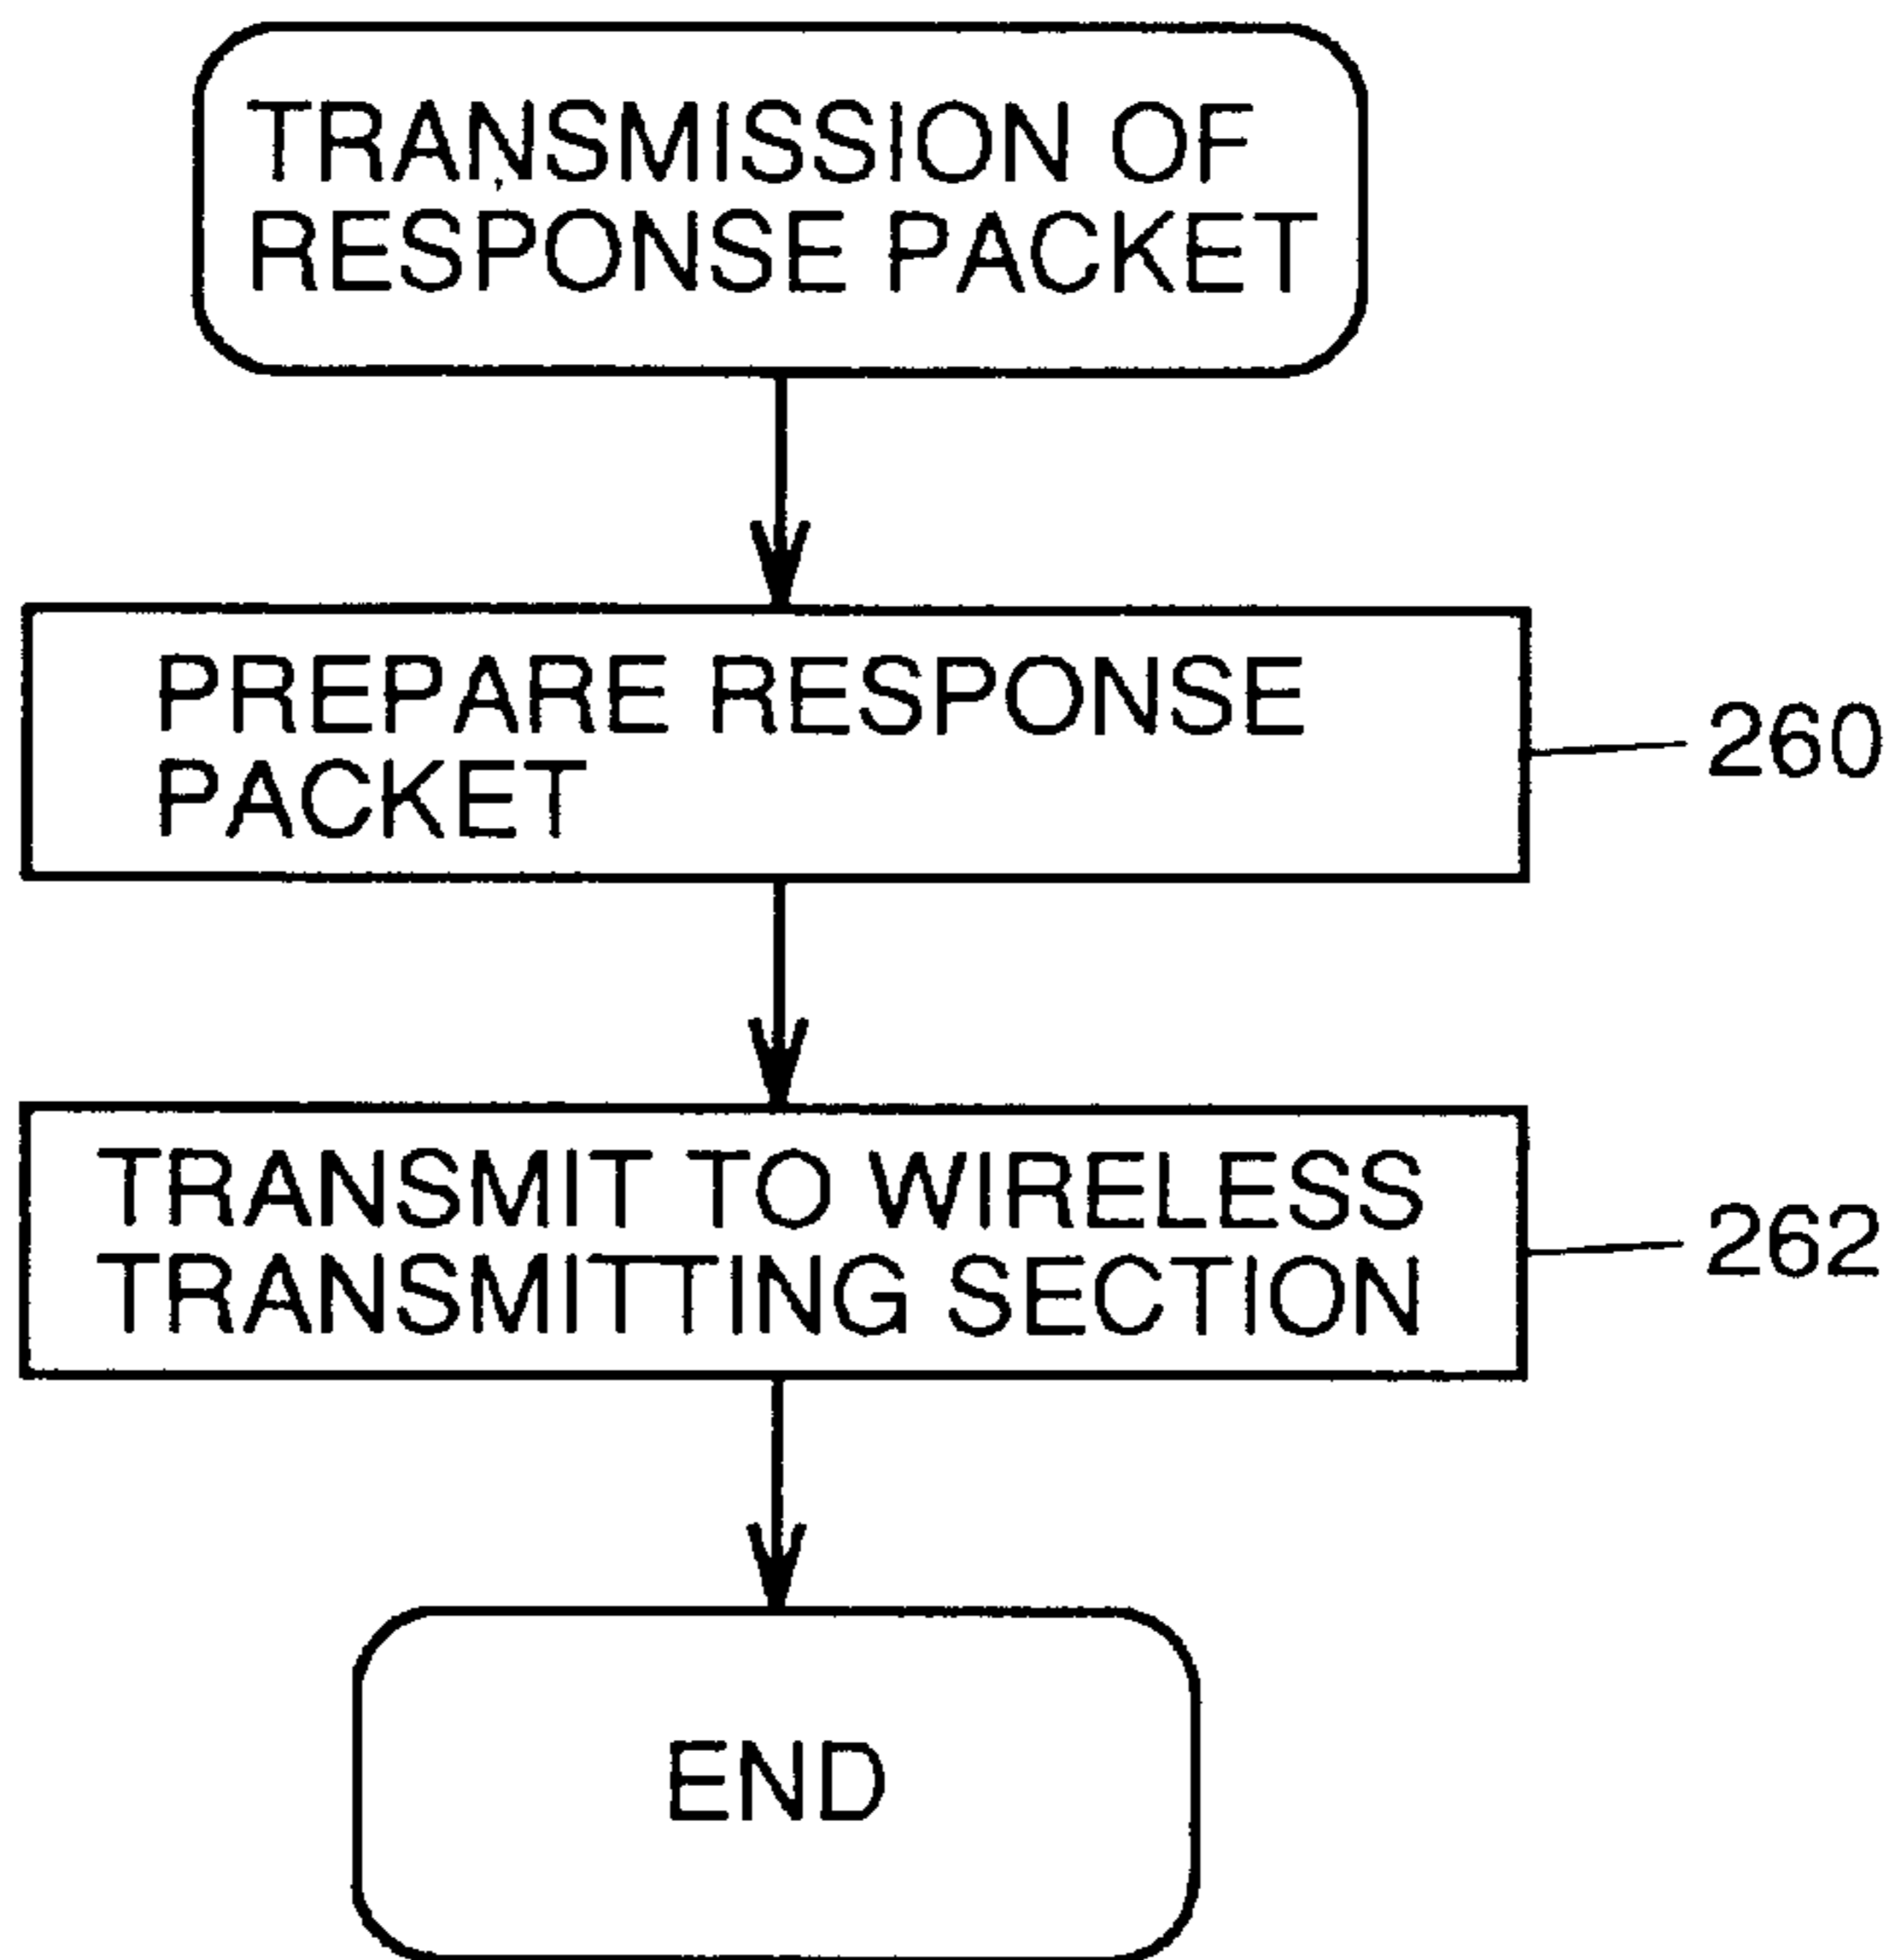 TRANSMISSION OF
RESPONSE PACKET
PREPARE RESPONSE
PACKET
260
TRANSMIT TO WIRELESS
TRANSMITTING SECTION
262
END